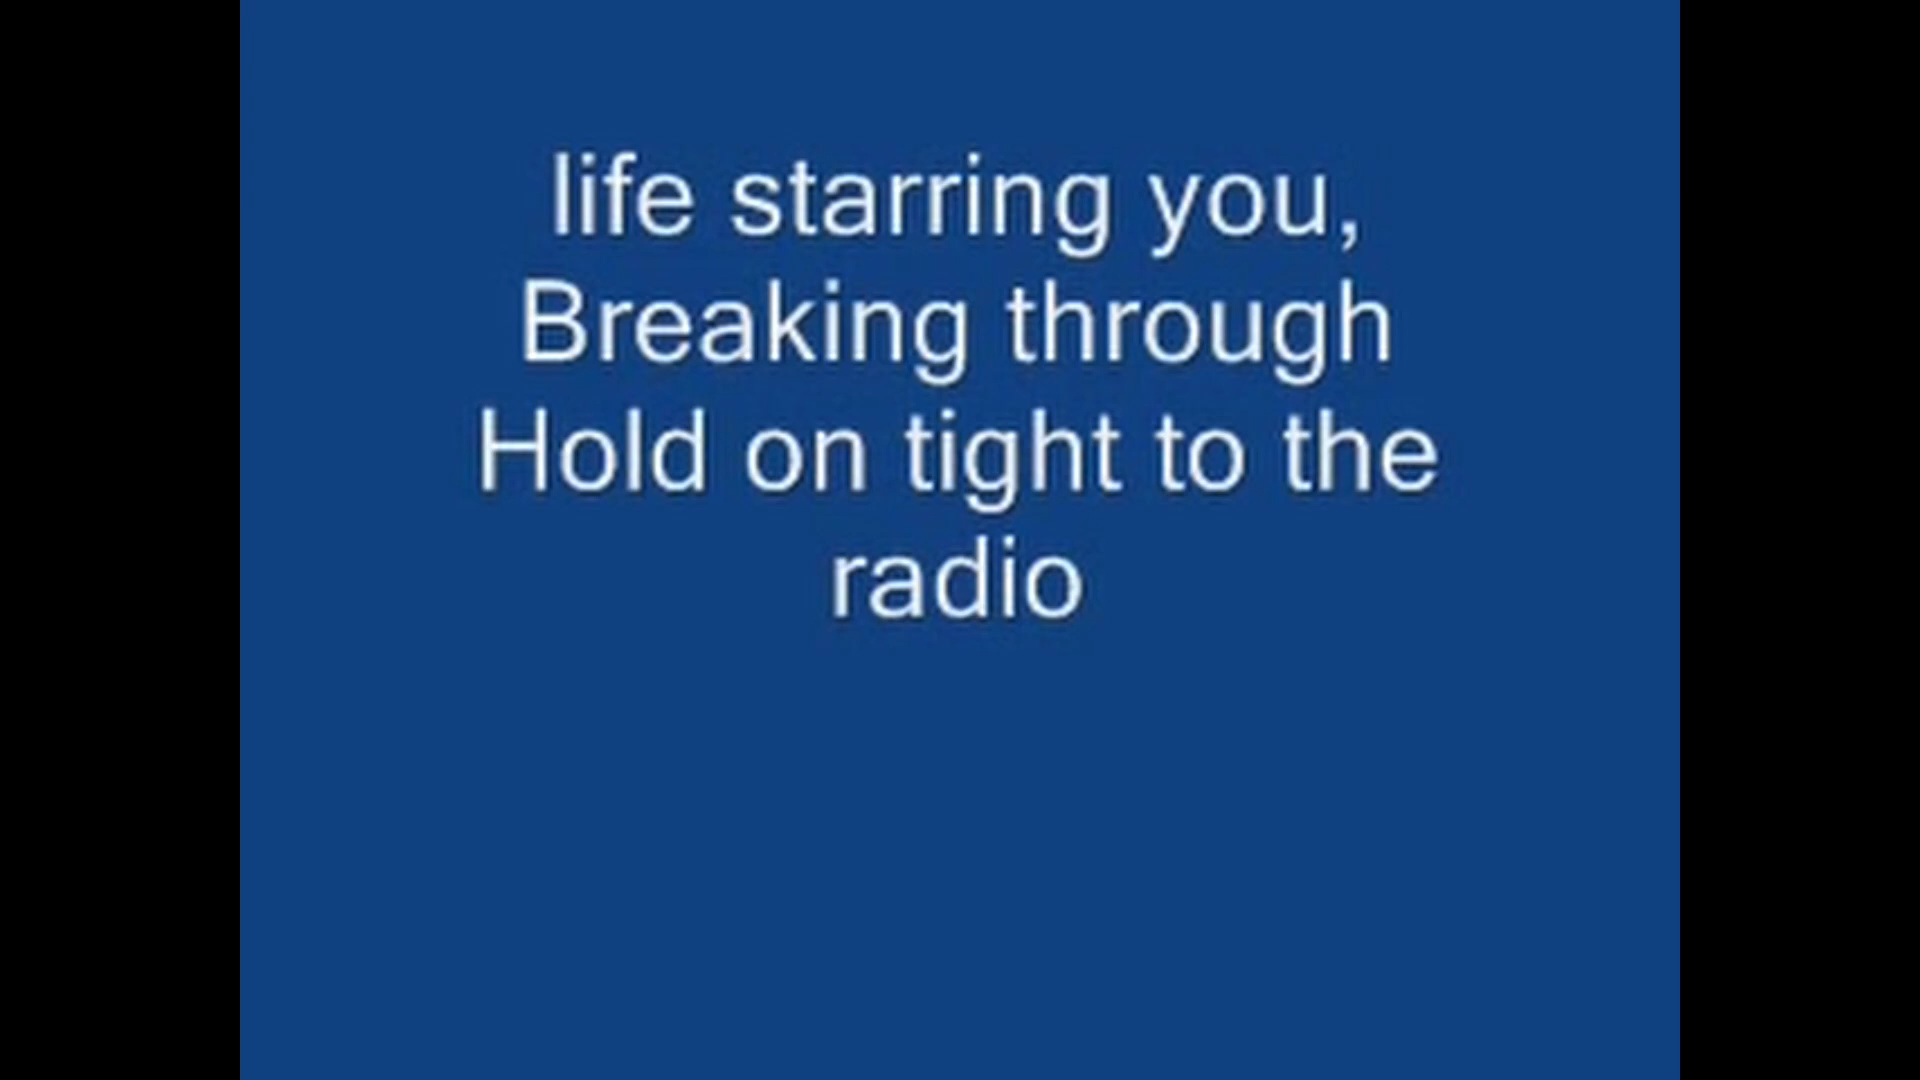 life starring you,
Breaking through
Hold on tight to the
radio